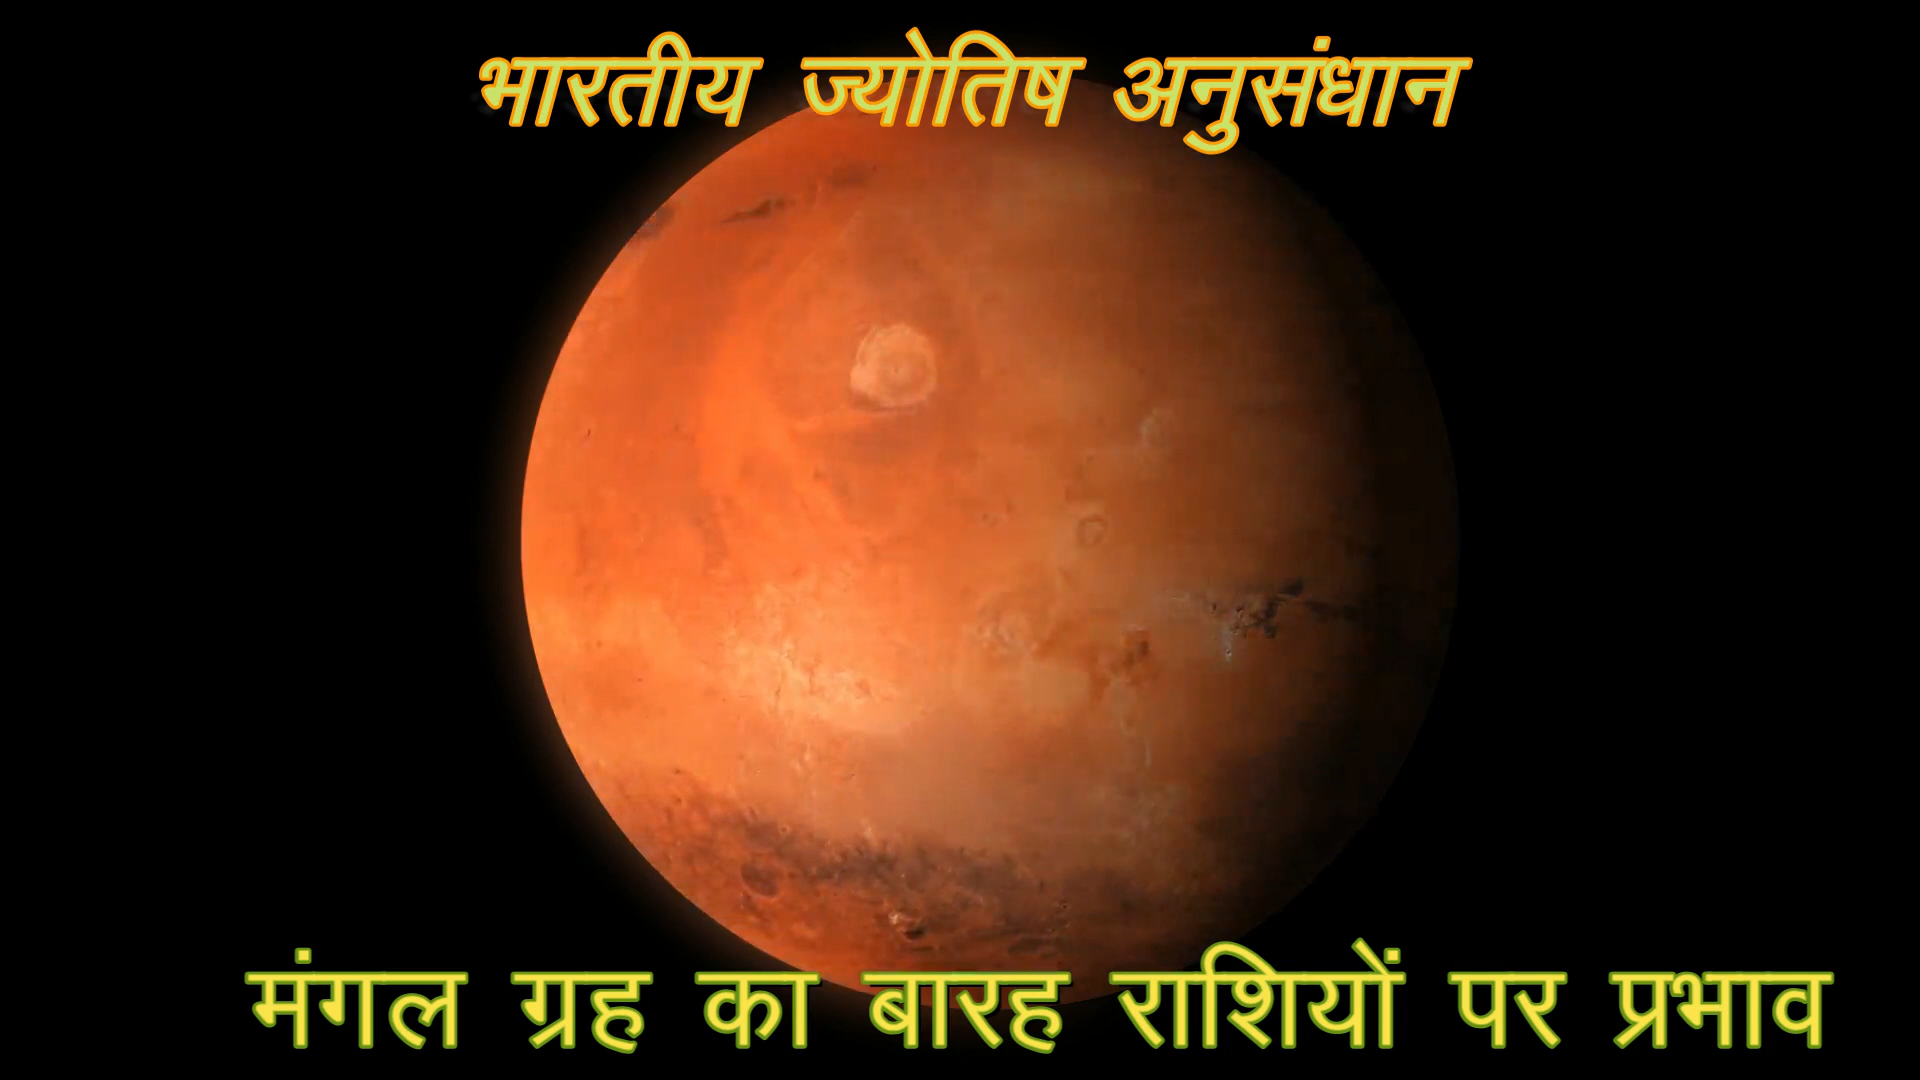 भारतीय ज्योतिष अनुसंधान
मंगल ग्रह का बारह राशियों पर प्रभाव